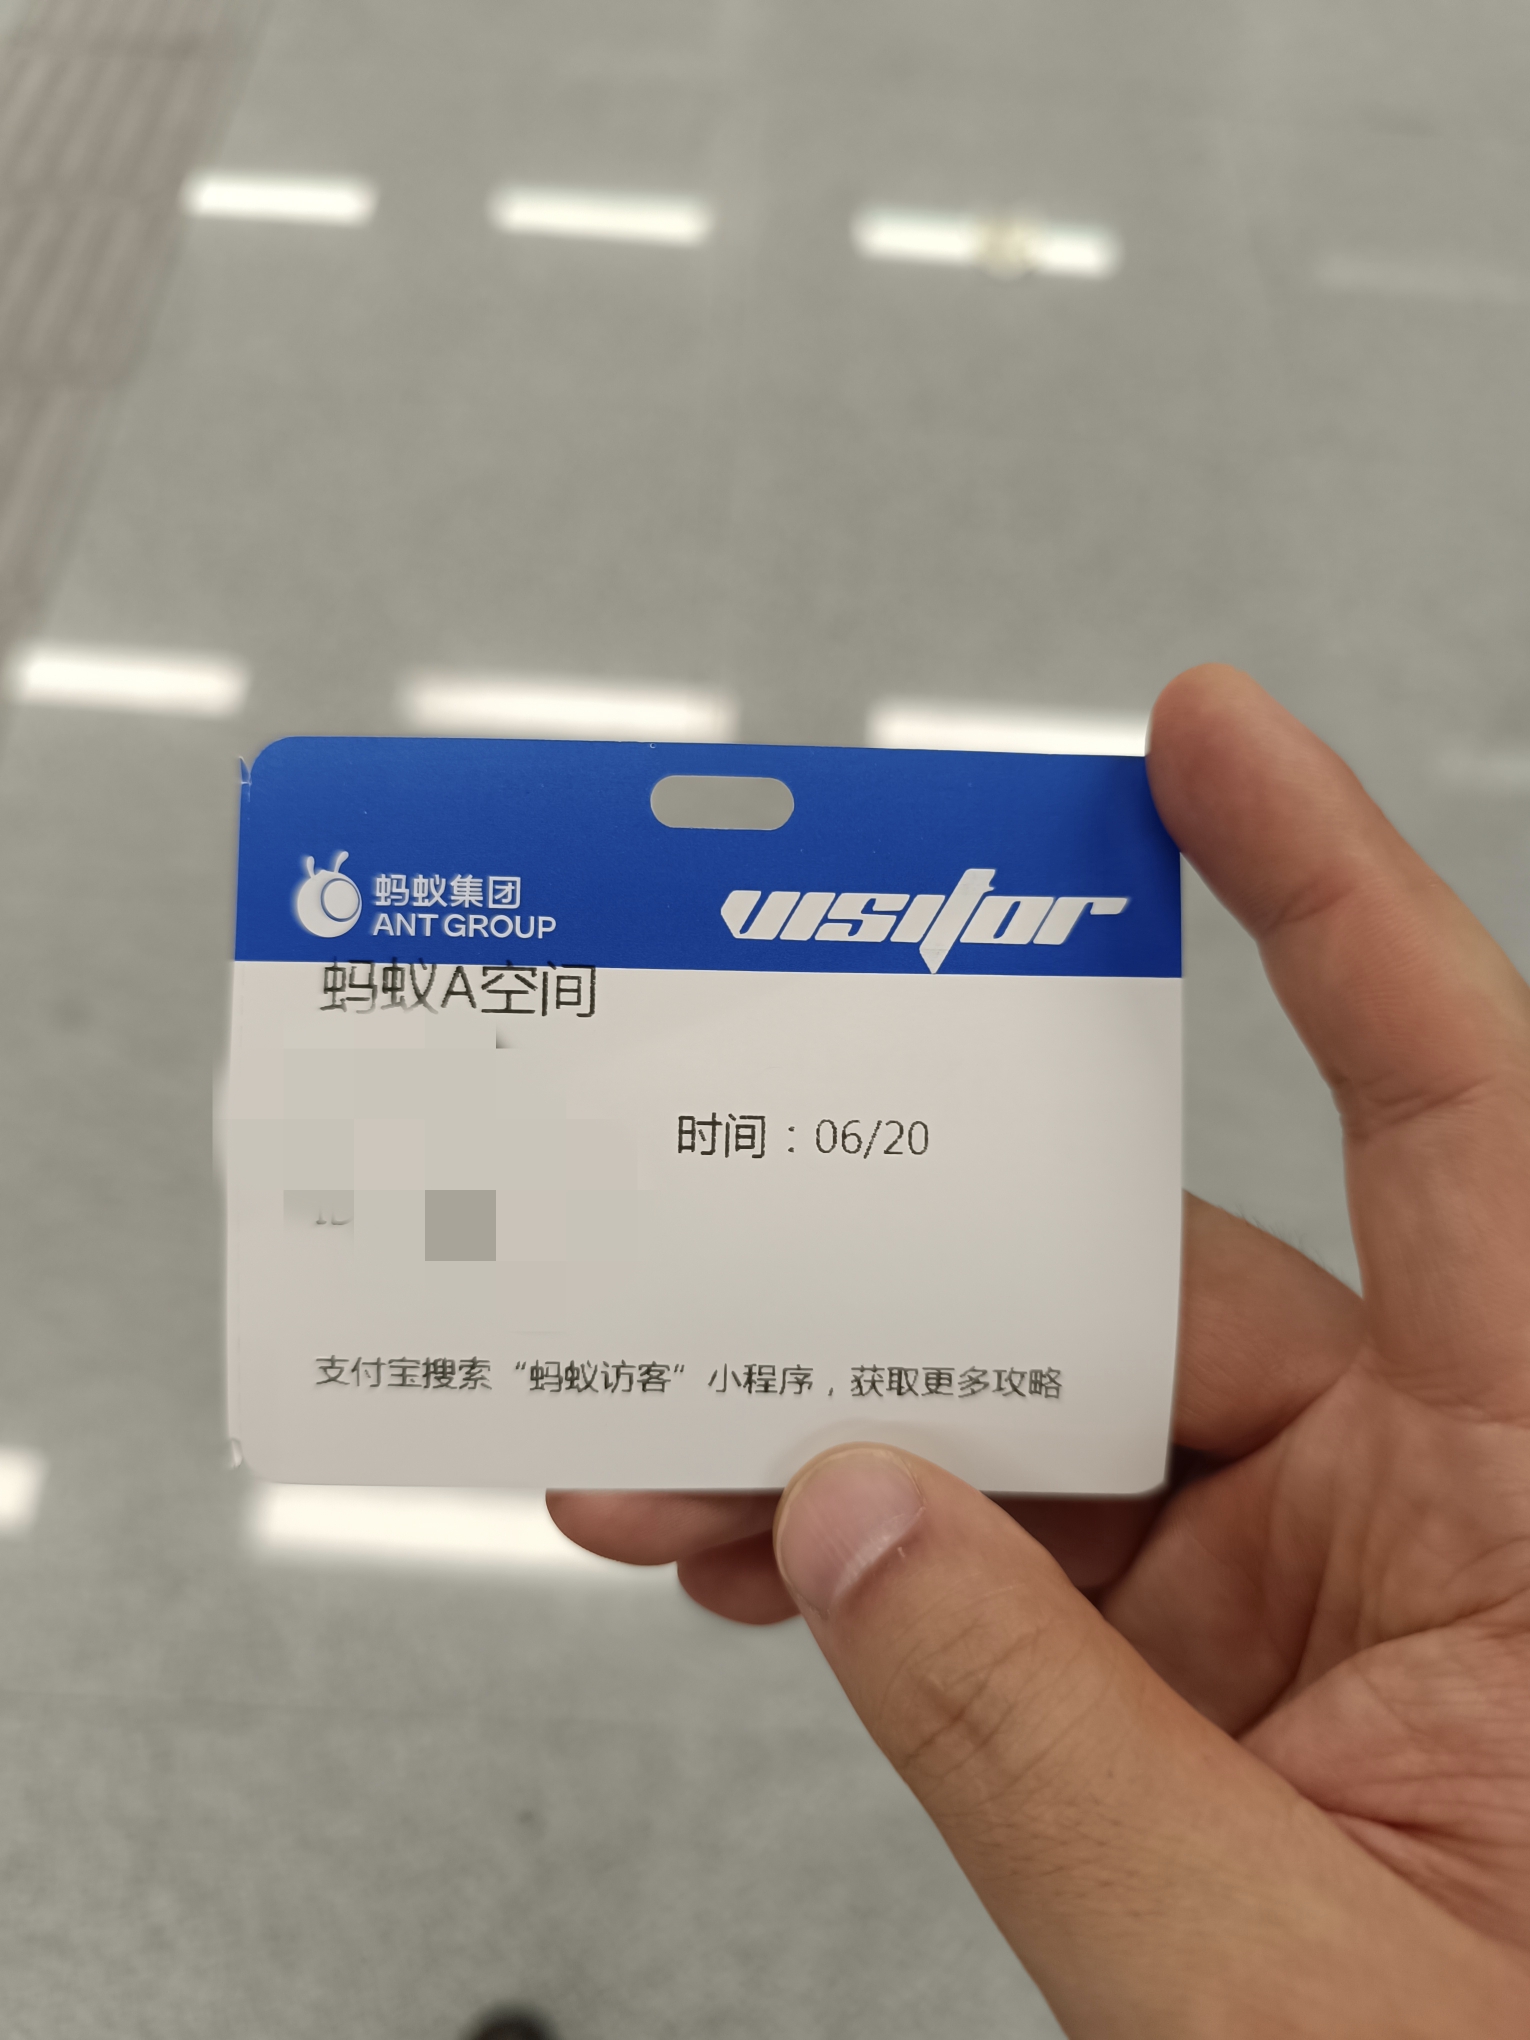 蚂蚁集团
ANT GROUP
visitor
蚂蚁A空间
时间：06/20
支付宝搜索“蚂蚁访客”小程序，获取更多攻略